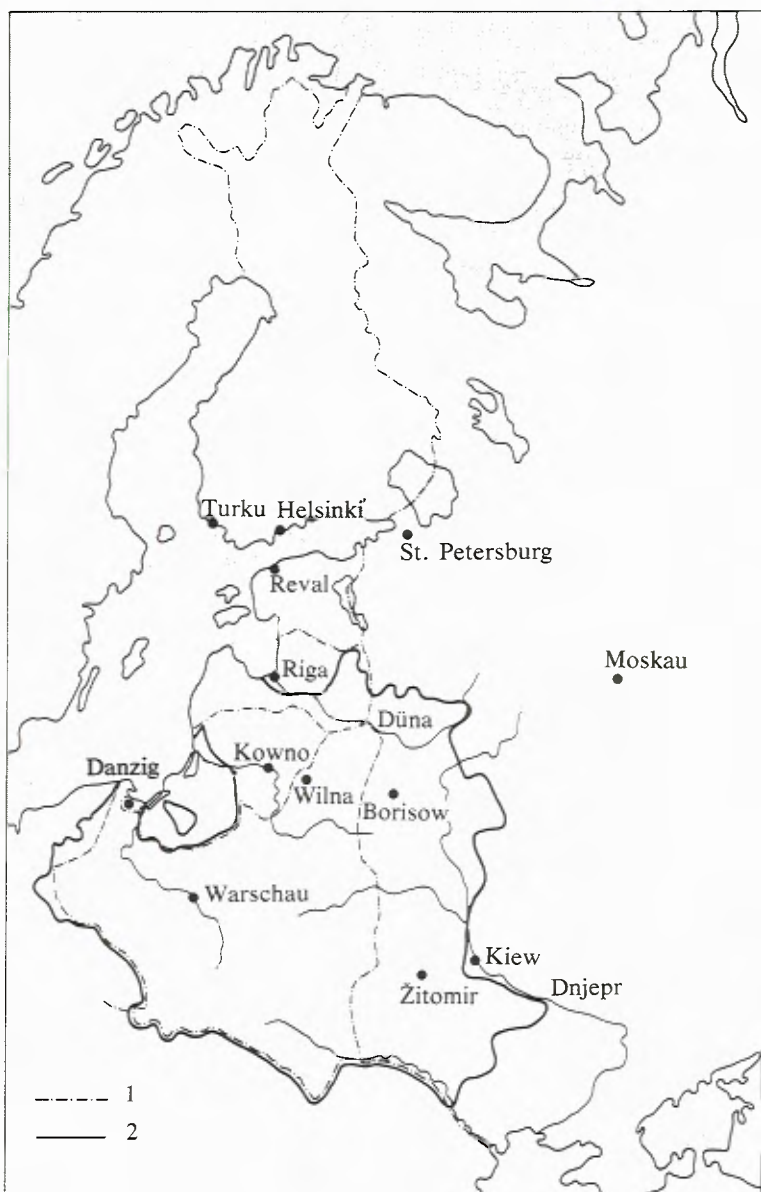 Turku Helsinki
St. Petersburg
Reval
Moskau
Riga
Düna
Kowno
Danzig
Wilna
Borisow
Warschau
Kiew
Žitomir
Dnjepr
1
2